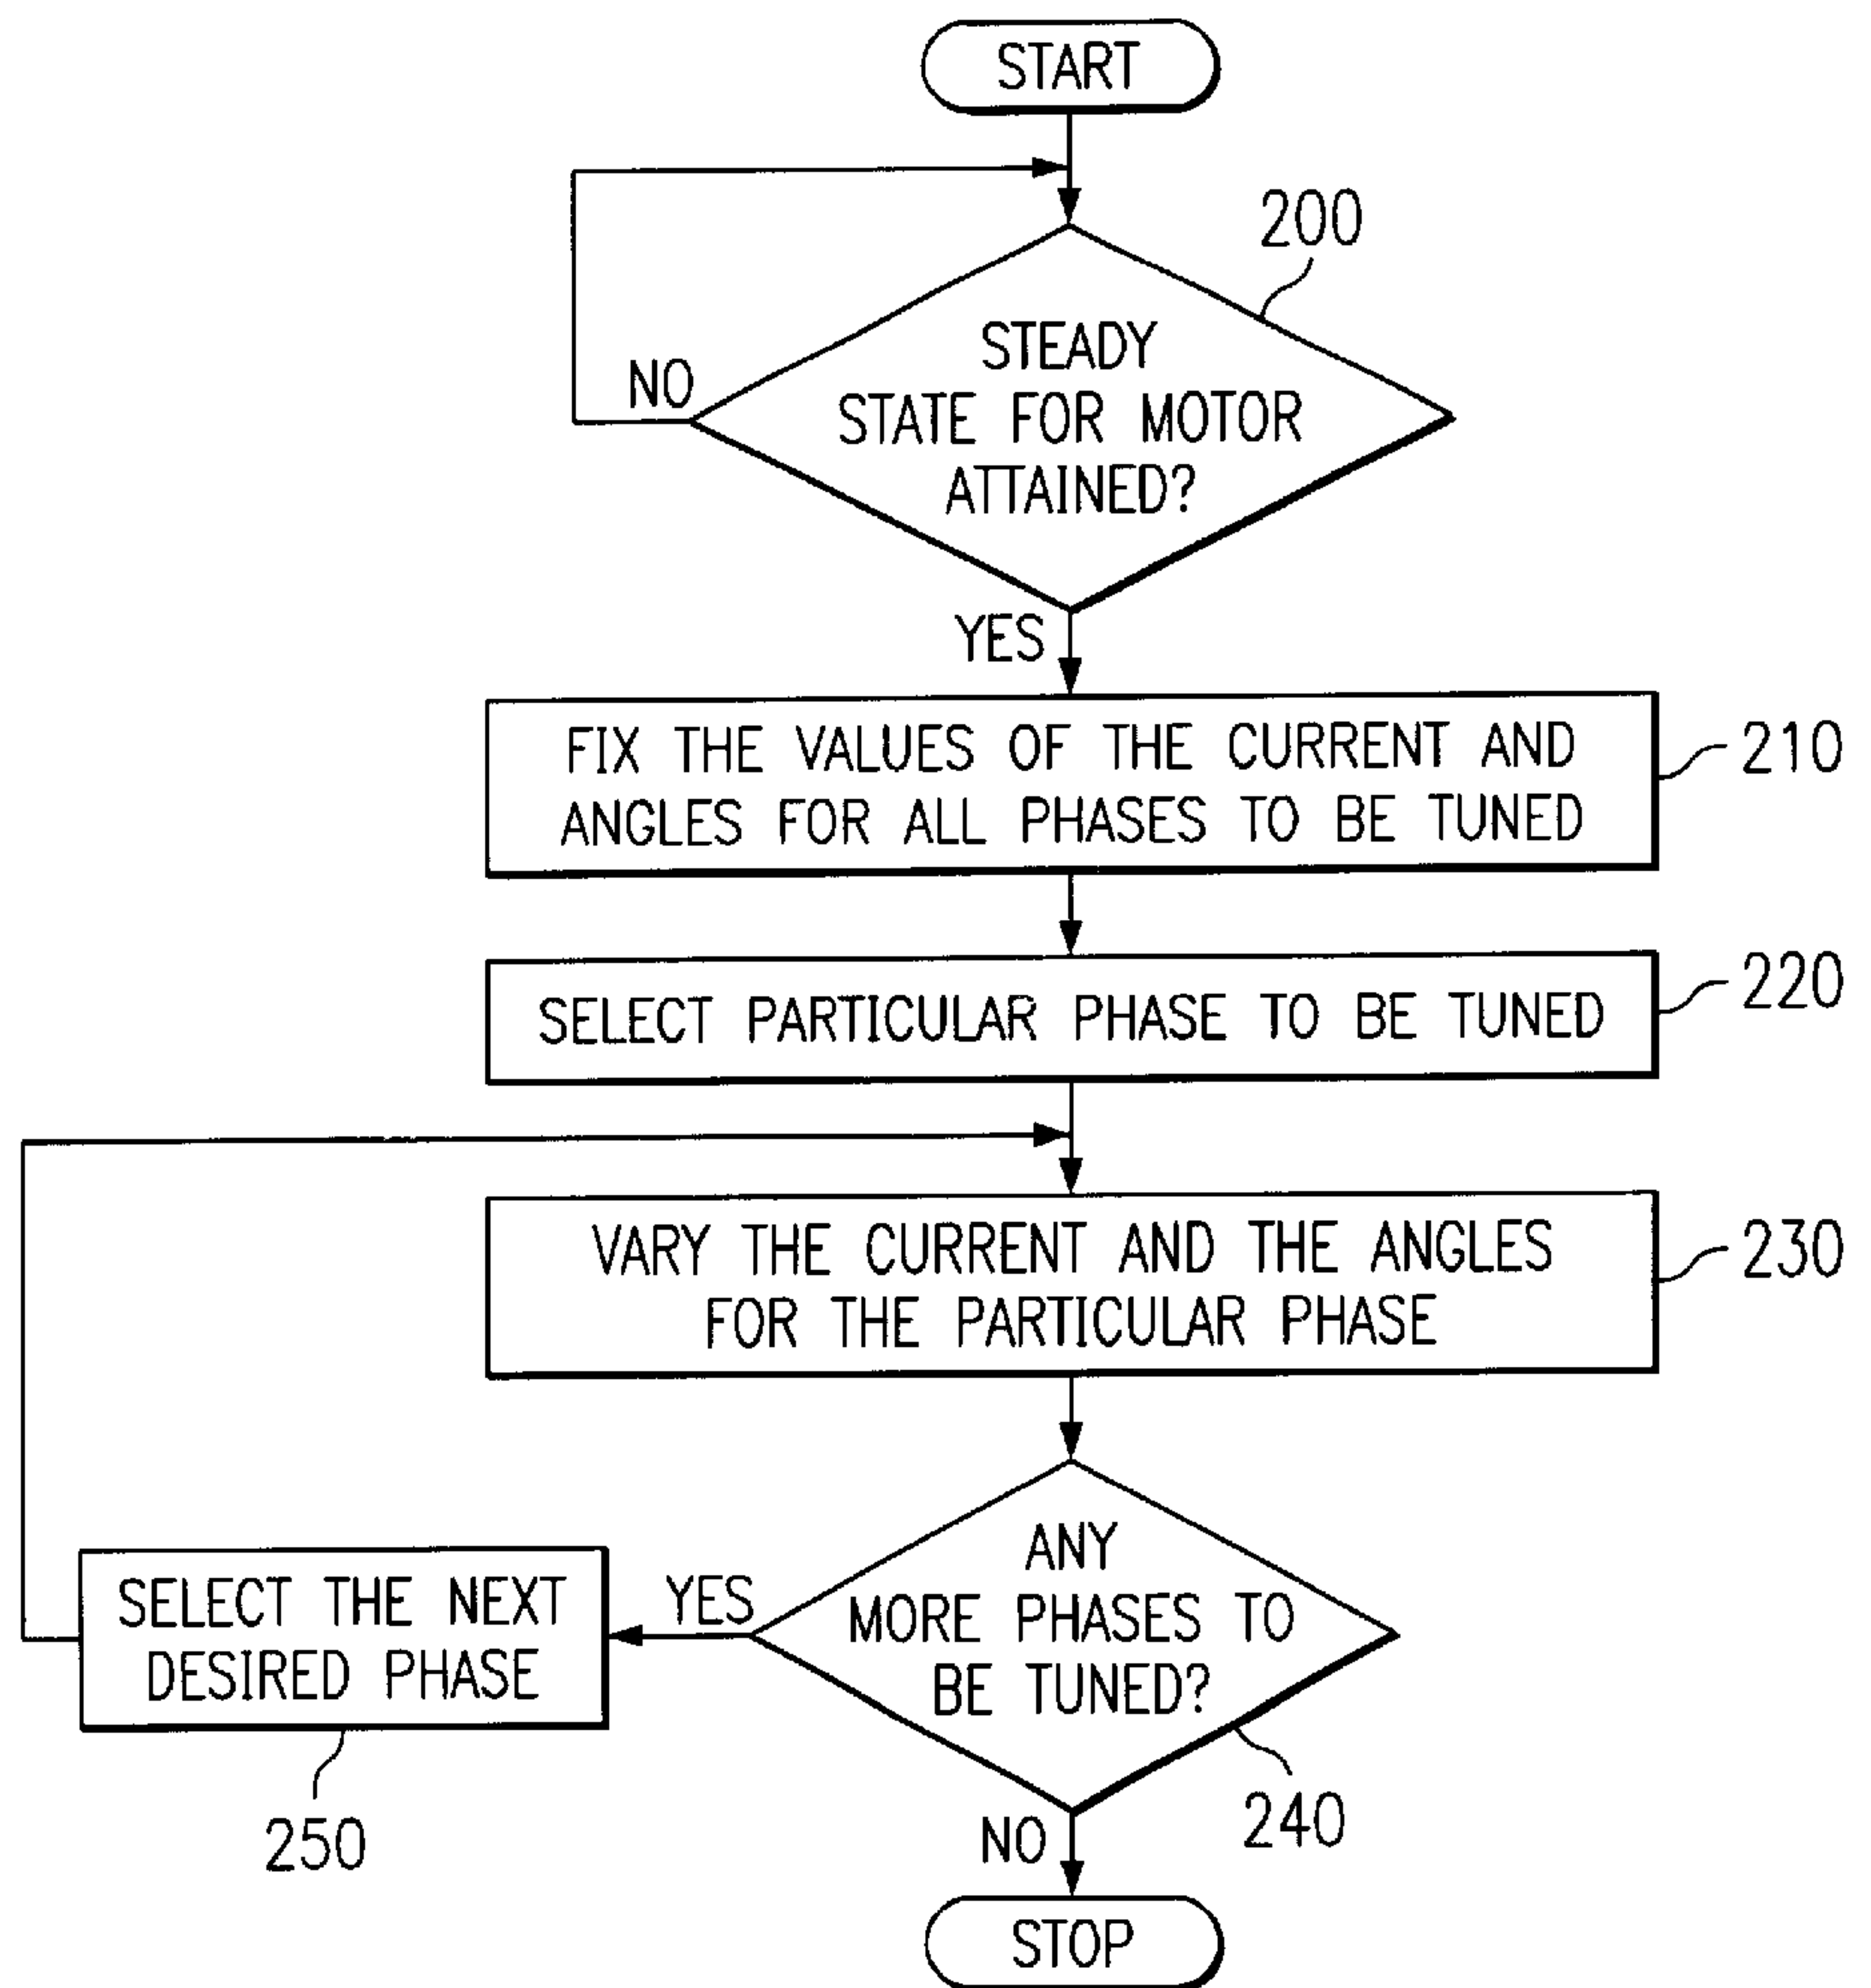 START
200
STEADY
STATE FOR MOTOR
ATTAINED?
NO
YES
FIX THE VALUES OF THE CURRENT AND
ANGLES FOR ALL PHASES TO BE TUNED
210
SELECT PARTICULAR PHASE TO BE TUNED
220
VARY THE CURRENT AND THE ANGLES
FOR THE PARTICULAR PHASE
230
ANY
MORE PHASES TO
BE TUNED?
YES
SELECT THE NEXT
DESIRED PHASE
250
240
NO
STOP